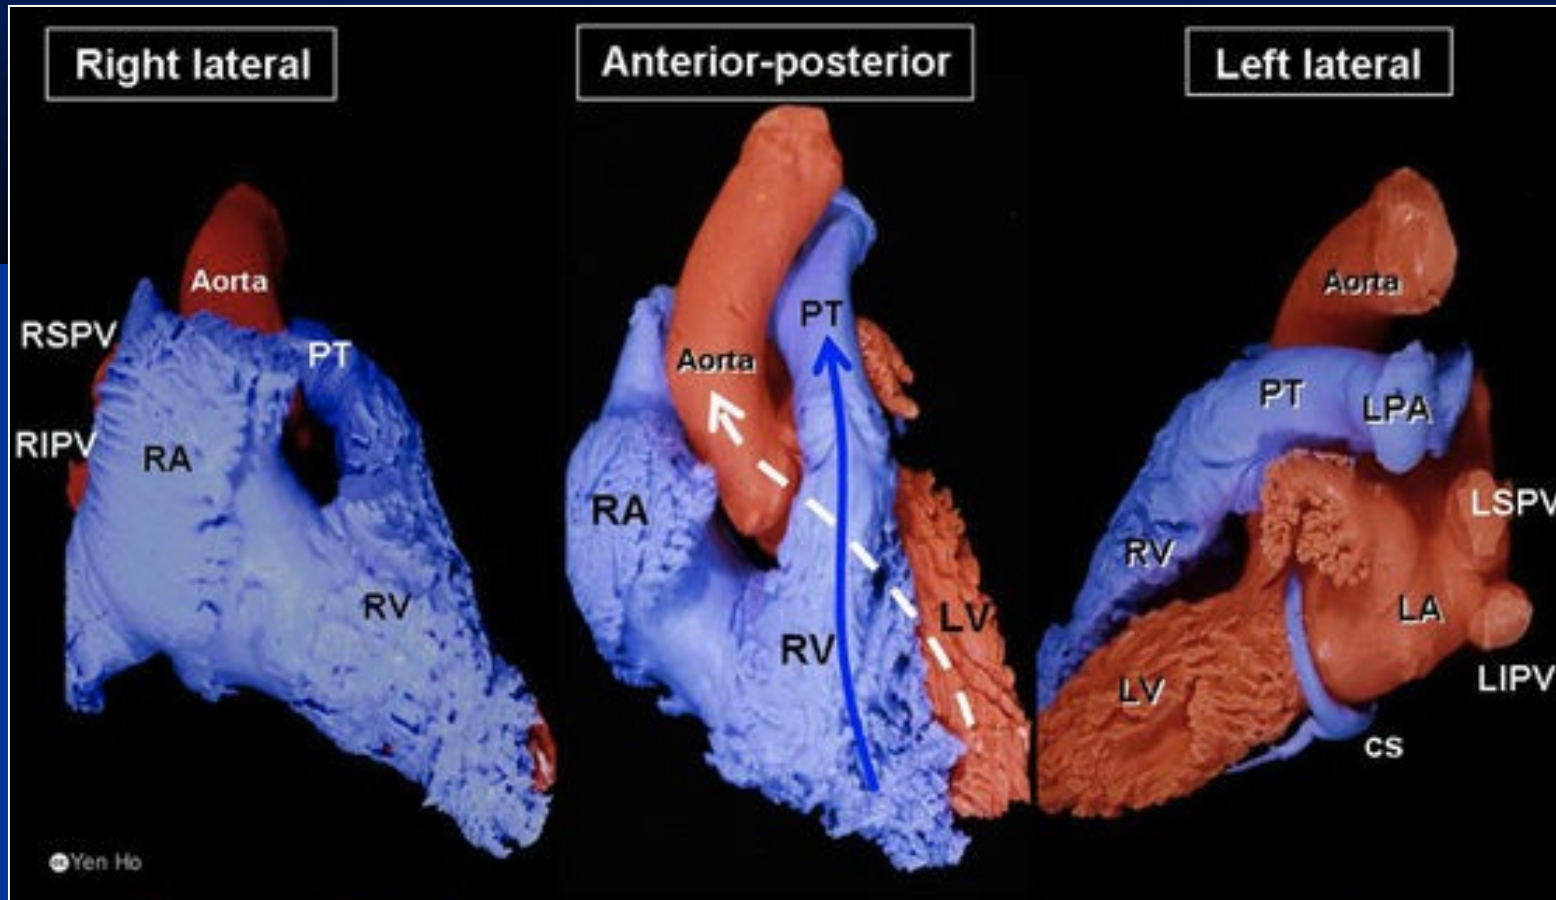 Right lateral
Aorta
RSPV
PT
RIPV
RA
RV
cc Yen Ho
Anterior-posterior
PT
Aorta
RA
LV
RV
Left lateral
Aorta
PT
LPA
LSPV
RV
LA
LV
LIPV
cs